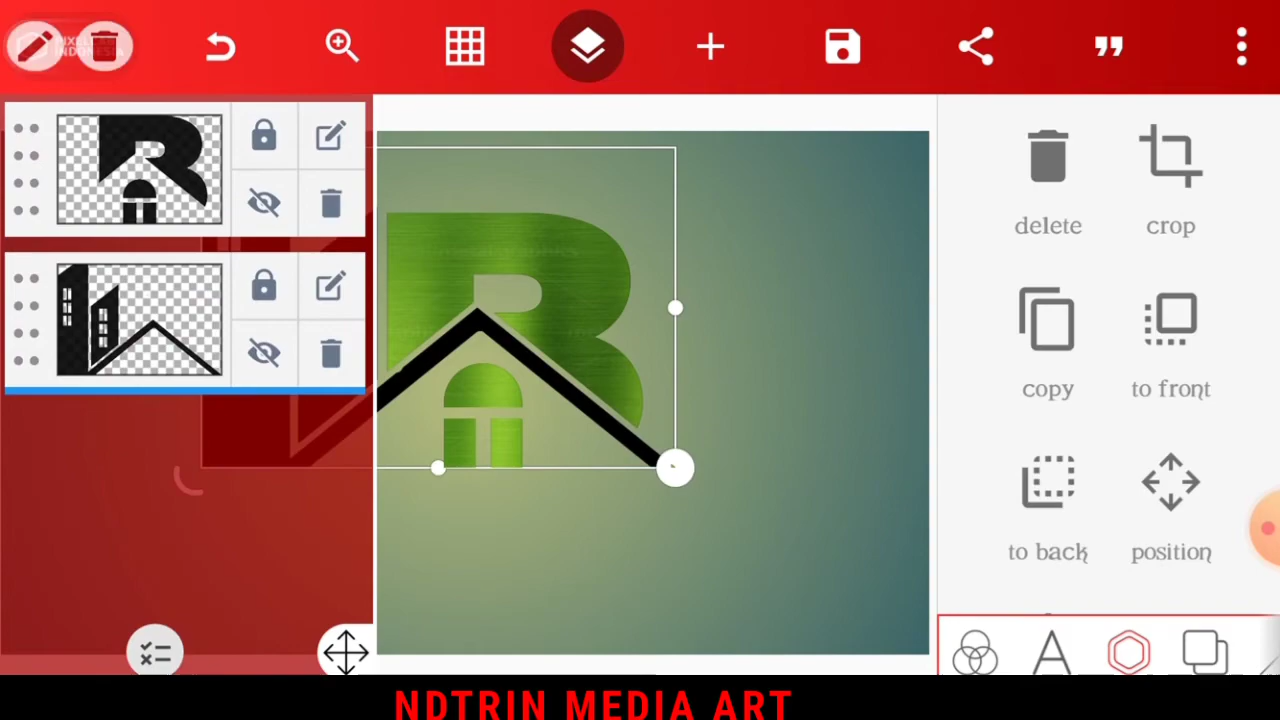 delete
crop
copy
to front
to back
position
NDTRIN MEDIA ART